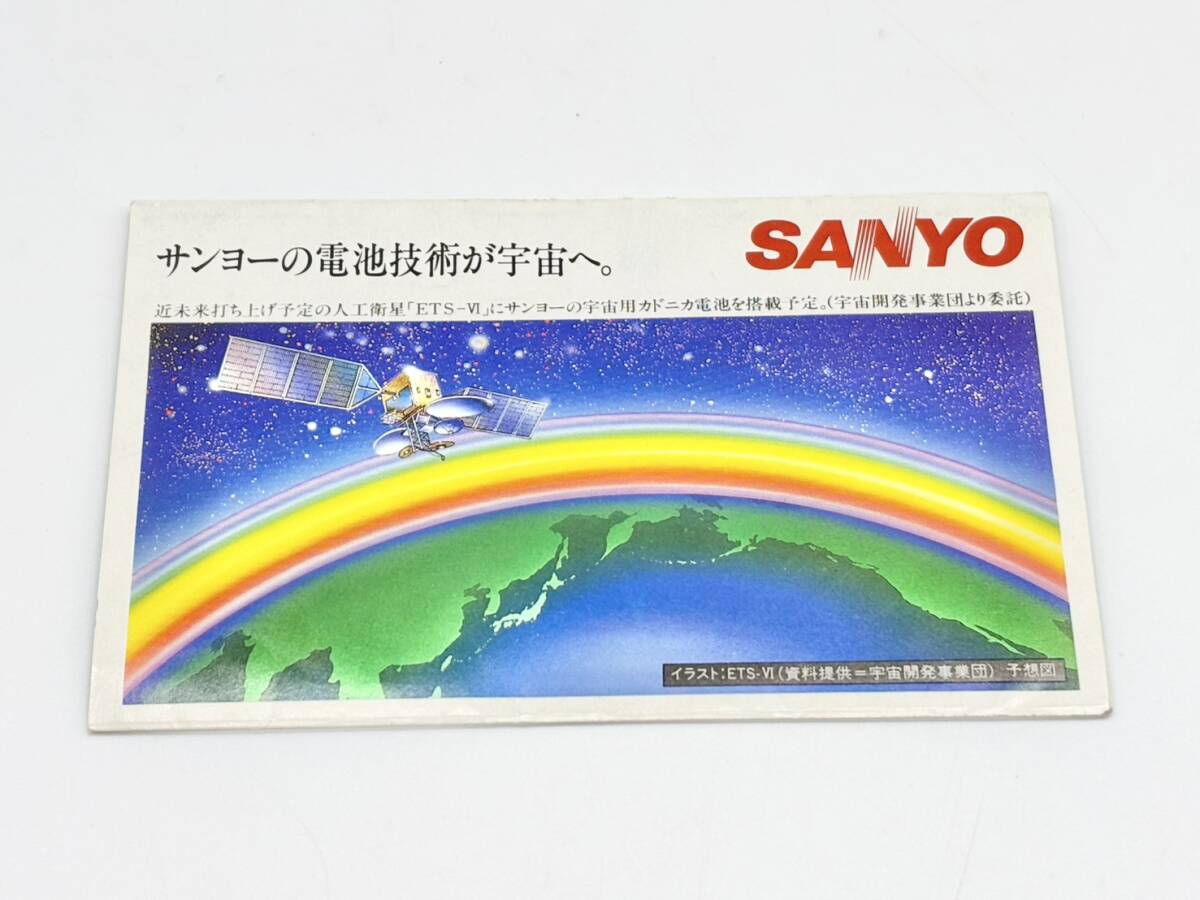 SANYO
サンヨーの電池技術が宇宙へ。
近未来打ち上げ予定の人工衛星「ETS-Ⅵ」にサンヨーの宇宙用カドニカ電池を搭載予定。(宇宙開発事業団より委託)
イラスト:ETS-Ⅵ(資料提供=宇宙開発事業団) 予想図